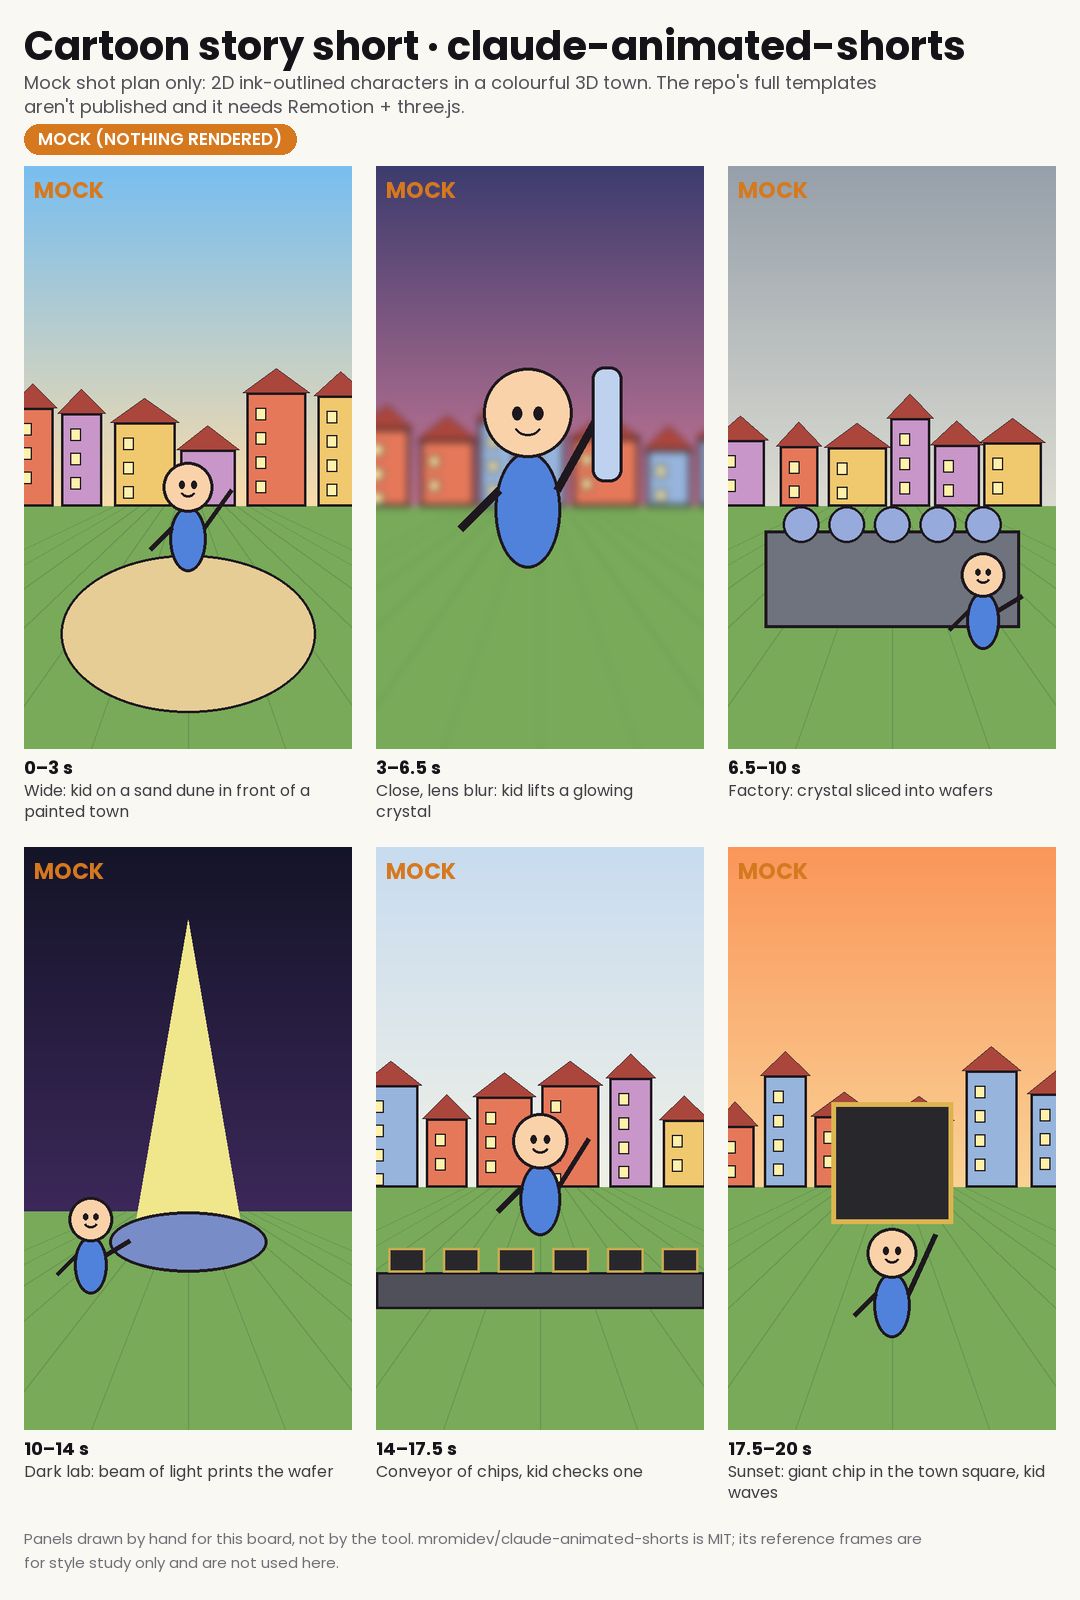 Cartoon story short · claude-animated-shorts
Mock shot plan only: 2D ink-outlined characters in a colourful 3D town. The repo's full templates
aren't published and it needs Remotion + three.js.
MOCK (NOTHING RENDERED)
MOCK
MOCK
MOCK
0–3 s
Wide: kid on a sand dune in front of a
painted town
3–6.5 s
Close, lens blur: kid lifts a glowing
crystal
6.5–10 s
Factory: crystal sliced into wafers
MOCK
MOCK
MOCK
10–14 s
Dark lab: beam of light prints the wafer
14–17.5 s
Conveyor of chips, kid checks one
17.5–20 s
Sunset: giant chip in the town square, kid
waves
Panels drawn by hand for this board, not by the tool. mromidev/claude-animated-shorts is MIT; its reference frames are
for style study only and are not used here.